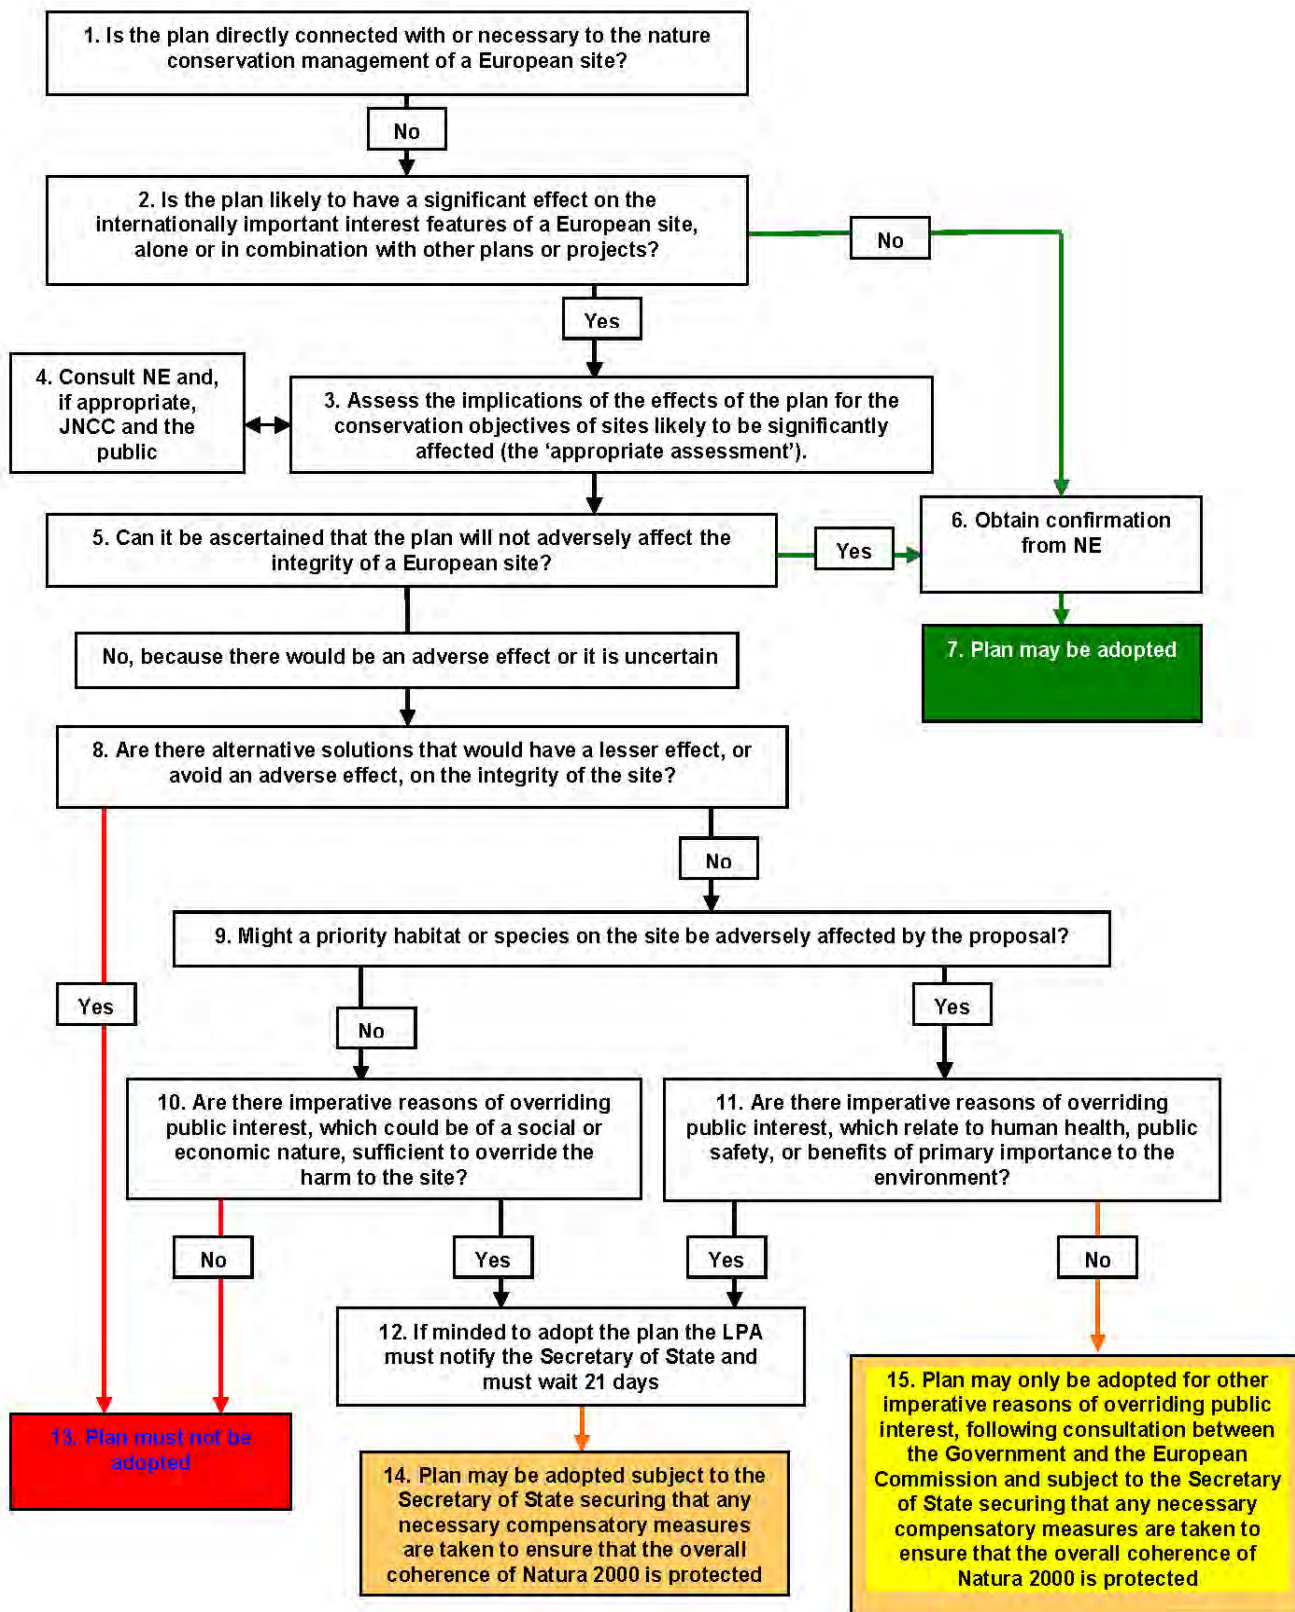 1. Is the plan directly connected with or necessary to the nature
conservation management of a European site?
No
2. Is the plan likely to have a significant effect on the
internationally important interest features of a European site,
alone or in combination with other plans or projects?
No
Yes
4. Consult NE and,
if appropriate,
JNCC and the
public
3. Assess the implications of the effects of the plan for the
conservation objectives of sites likely to be significantly
affected (the ‘appropriate assessment’).
5. Can it be ascertained that the plan will not adversely affect the
integrity of a European site?
Yes
6. Obtain confirmation
from NE
No, because there would be an adverse effect or it is uncertain
7. Plan may be adopted
8. Are there alternative solutions that would have a lesser effect, or
avoid an adverse effect, on the integrity of the site?
No
9. Might a priority habitat or species on the site be adversely affected by the proposal?
Yes
No
Yes
10. Are there imperative reasons of overriding
public interest, which could be of a social or
economic nature, sufficient to override the
harm to the site?
11. Are there imperative reasons of overriding
public interest, which relate to human health, public
safety, or benefits of primary importance to the
environment?
No
Yes
Yes
No
12. If minded to adopt the plan the LPA
must notify the Secretary of State and
must wait 21 days
13. Plan must not be
adopted
14. Plan may be adopted subject to the
Secretary of State securing that any
necessary compensatory measures
are taken to ensure that the overall
coherence of Natura 2000 is protected
15. Plan may only be adopted for other
imperative reasons of overriding public
interest, following consultation between
the Government and the European
Commission and subject to the Secretary
of State securing that any necessary
compensatory measures are taken to
ensure that the overall coherence of
Natura 2000 is protected